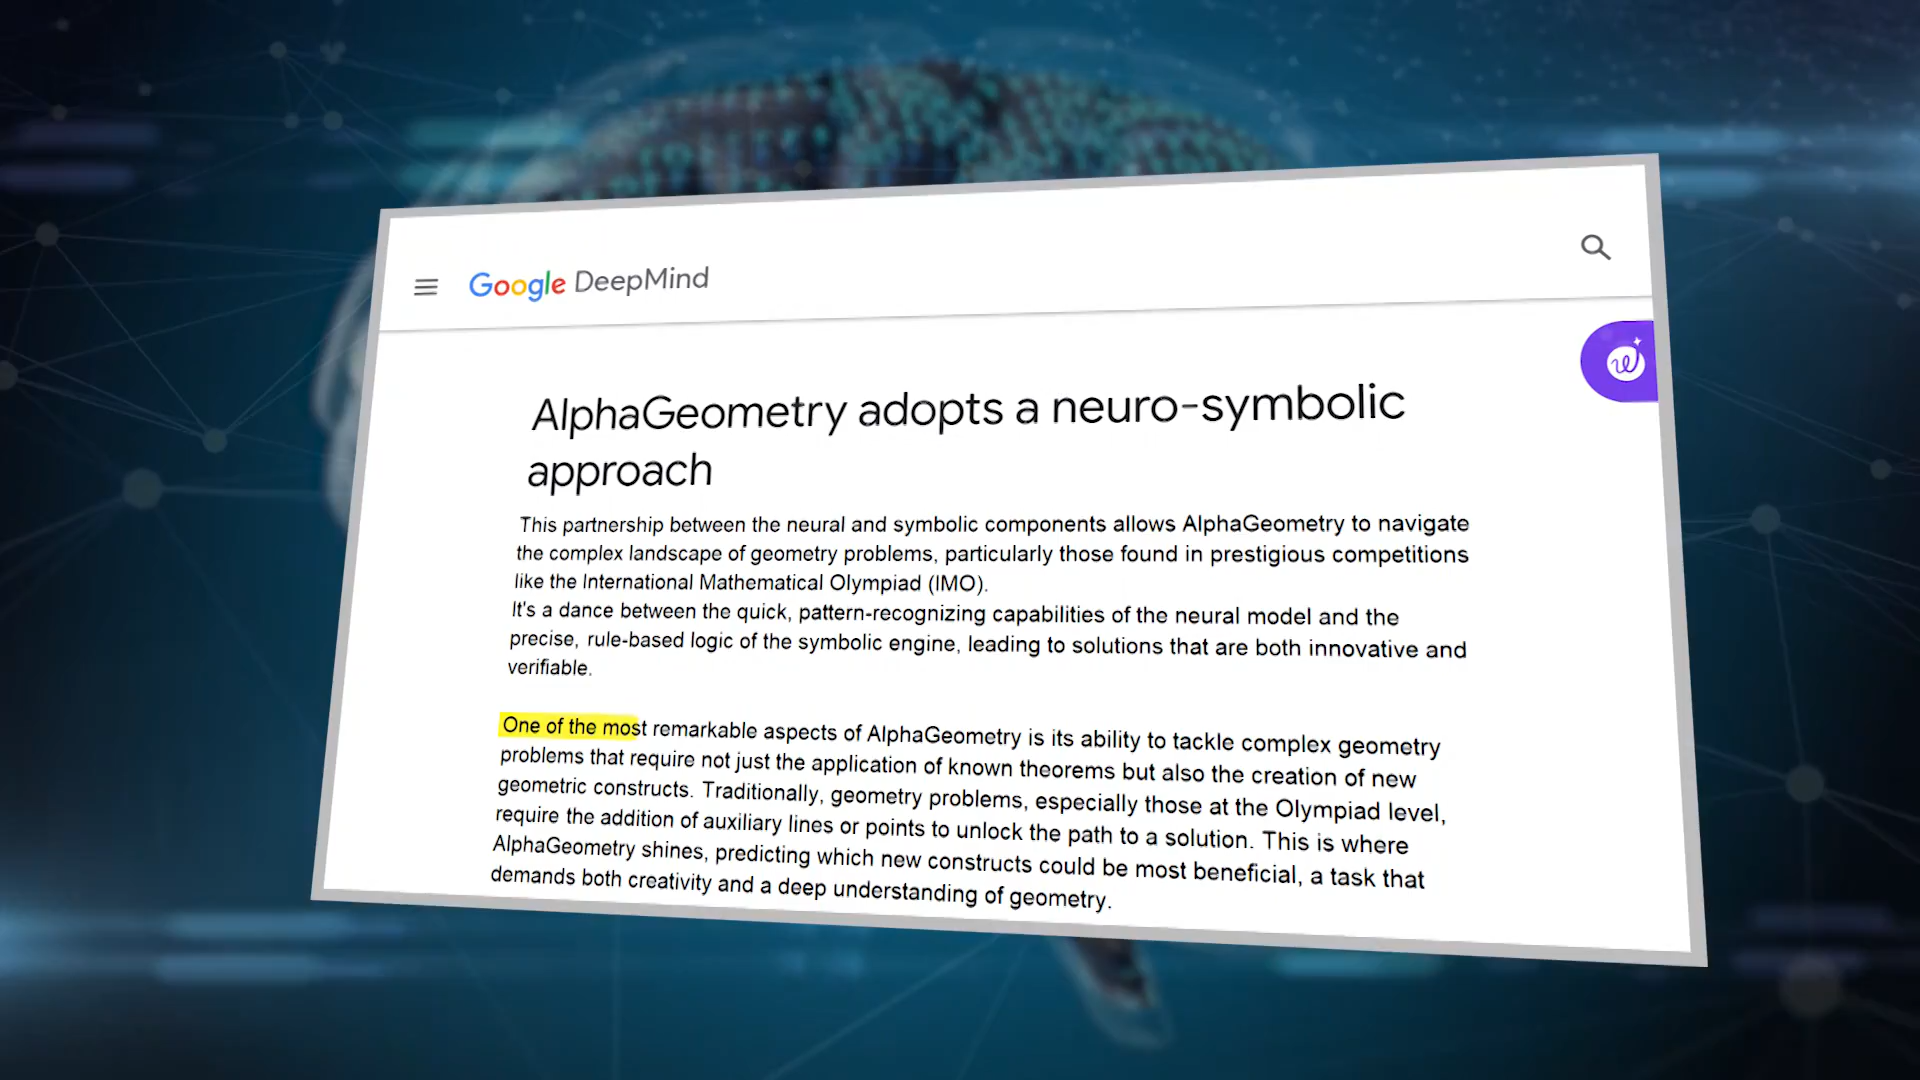 Google DeepMind
AlphaGeometry adopts a neuro-symbolic
approach
This partnership between the neural and symbolic components allows AlphaGeometry to navigate
the complex landscape of geometry problems, particularly those found in prestigious competitions
like the International Mathematical Olympiad (IMO).
It's a dance between the quick, pattern-recognizing capabilities of the neural model and the
precise, rule-based logic of the symbolic engine, leading to solutions that are both innovative and
verifiable.
One of the most remarkable aspects of AlphaGeometry is its ability to tackle complex geometry
problems that require not just the application of known theorems but also the creation of new
geometric constructs. Traditionally, geometry problems, especially those at the Olympiad level,
require the addition of auxiliary lines or points to unlock the path to a solution. This is where
AlphaGeometry shines, predicting which new constructs could be most beneficial, a task that
demands both creativity and a deep understanding of geometry.